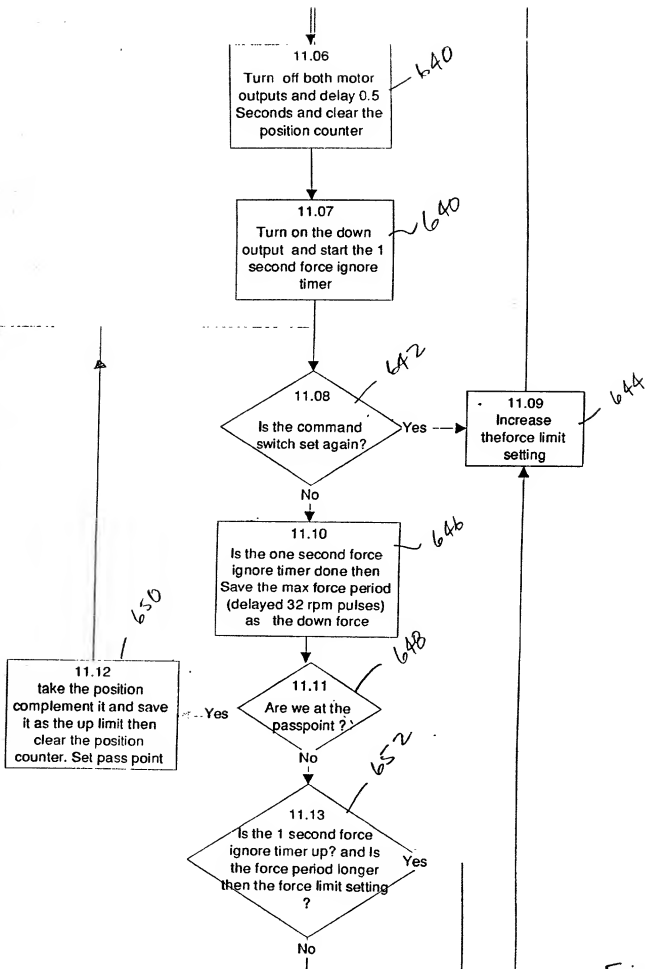 11.06
Turn off both motor
outputs and delay 0.5
Seconds and clear the
position counter
640
11.07
Turn on the down
output and start the 1
second force ignore
timer
640
11.08
Is the command
switch set again?
642
Yes
11.09
Increase
theforce limit
setting
644
No
11.10
Is the one second force
ignore timer done then
Save the max force period
(delayed 32 rpm pulses)
as the down force
646
11.11
Are we at the
passpoint ?
648
Yes
11.12
take the position
complement it and save
it as the up limit then
clear the position
counter. Set pass point
650
No
11.13
Is the 1 second force
ignore timer up? and Is
the force period longer
then the force limit setting
?
652
Yes
No